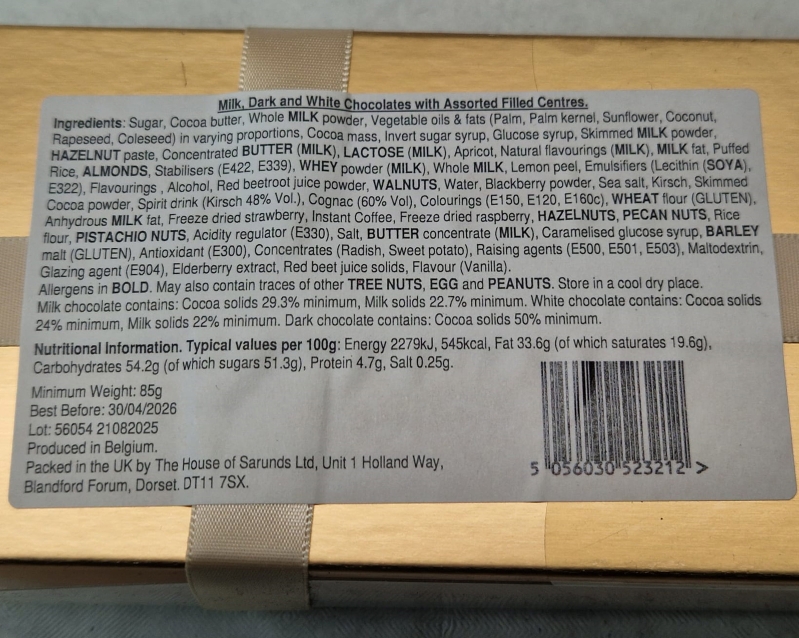 Milk, Dark and White Chocolates with Assorted Filled Centres.
Ingredients: Sugar, Cocoa butter, Whole MILK powder, Vegetable oils & fats (Palm, Palm kernel, Sunflower, Coconut,
Rapeseed, Coleseed) in varying proportions, Cocoa mass, Invert sugar syrup, Glucose syrup, Skimmed MILK powder,
HAZELNUT paste, Concentrated BUTTER (MILK), LACTOSE (MILK), Apricot, Natural flavourings (MILK), MILK fat, Puffed
Rice, ALMONDS, Stabilisers (E422, E339), WHEY powder (MILK), Whole MILK, Lemon peel, Emulsifiers (Lecithin (SOYA),
E322), Flavourings , Alcohol, Red beetroot juice powder, WALNUTS, Water, Blackberry powder, Sea salt, Kirsch, Skimmed
Cocoa powder, Spirit drink (Kirsch 48% Vol.), Cognac (60% Vol), Colourings (E150, E120, E160c), WHEAT flour (GLUTEN),
Anhydrous MILK fat, Freeze dried strawberry, Instant Coffee, Freeze dried raspberry, HAZELNUTS, PECAN NUTS, Rice
flour, PISTACHIO NUTS, Acidity regulator (E330), Salt, BUTTER concentrate (MILK), Caramelised glucose syrup, BARLEY
malt (GLUTEN), Antioxidant (E300), Concentrates (Radish, Sweet potato), Raising agents (E500, E501, E503), Maltodextrin,
Glazing agent (E904), Elderberry extract, Red beet juice solids, Flavour (Vanilla).
Allergens in BOLD. May also contain traces of other TREE NUTS, EGG and PEANUTS. Store in a cool dry place.
Milk chocolate contains: Cocoa solids 29.3% minimum, Milk solids 22.7% minimum. White chocolate contains: Cocoa solids
24% minimum, Milk solids 22% minimum. Dark chocolate contains: Cocoa solids 50% minimum.
Nutritional Information. Typical values per 100g: Energy 2279kJ, 545kcal, Fat 33.6g (of which saturates 19.6g),
Carbohydrates 54.2g (of which sugars 51.3g), Protein 4.7g, Salt 0.25g.
Minimum Weight: 85g
Best Before: 30/04/2026
Lot: 56054 21082025
Produced in Belgium.
Packed in the UK by The House of Sarunds Ltd, Unit 1 Holland Way,
Blandford Forum, Dorset. DT11 7SX.
5 056030 523212 >